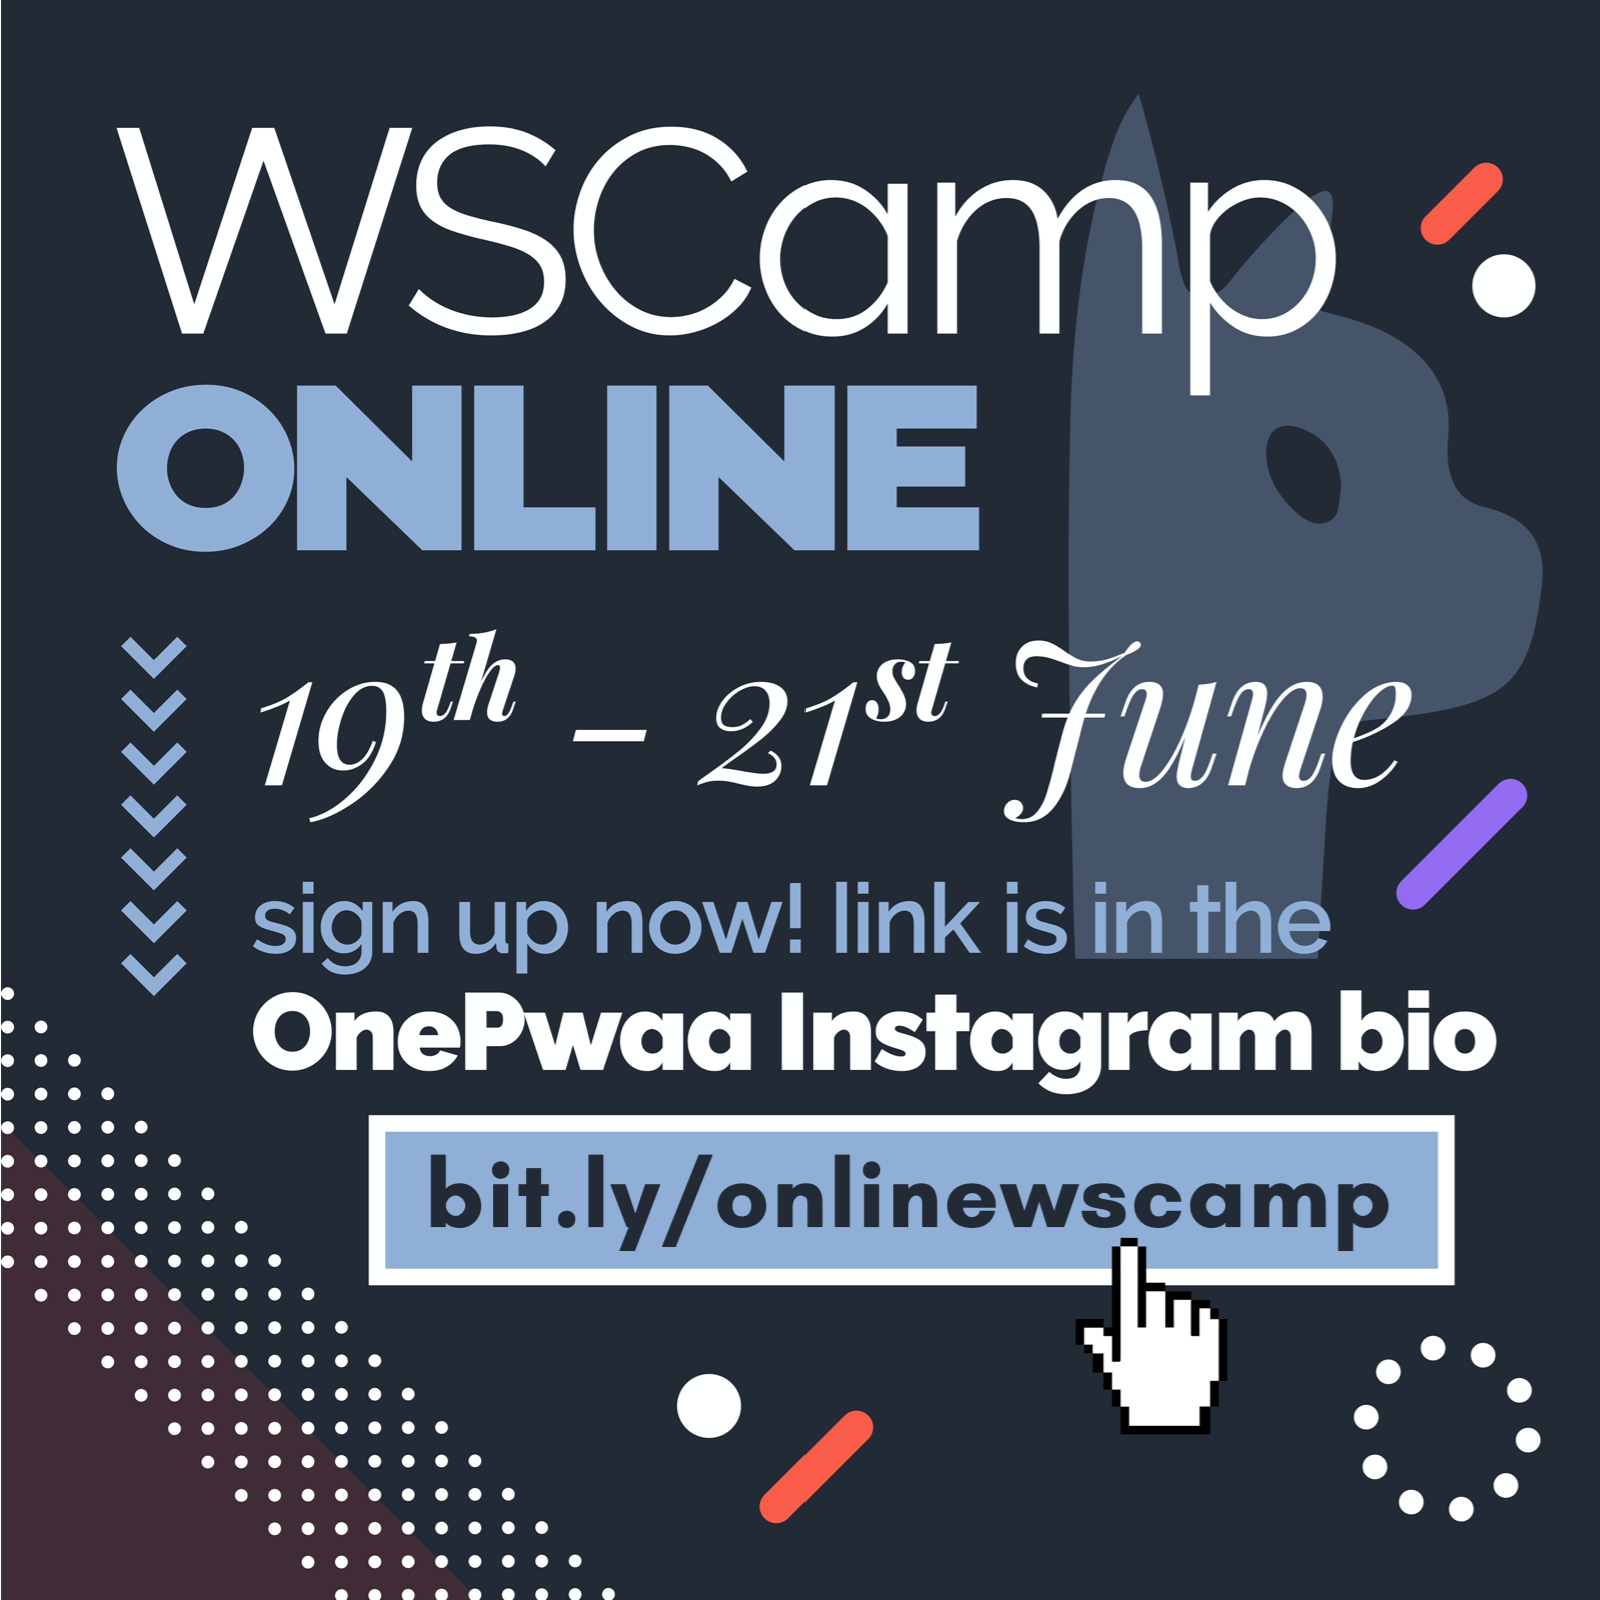 WSCamp
ONLINE
19th – 21st June
sign up now! link is in the
OnePwaa Instagram bio
bit.ly/onlinewscamp